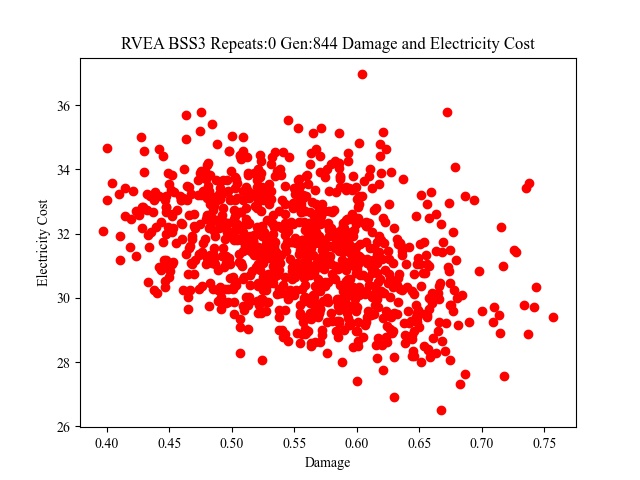 RVEA BSS3 Repeats:0 Gen:844 Damage and Electricity Cost
Electricity Cost
36
34
32
30
28
26
0.40 0.45 0.50 0.55 0.60 0.65 0.70 0.75
Damage